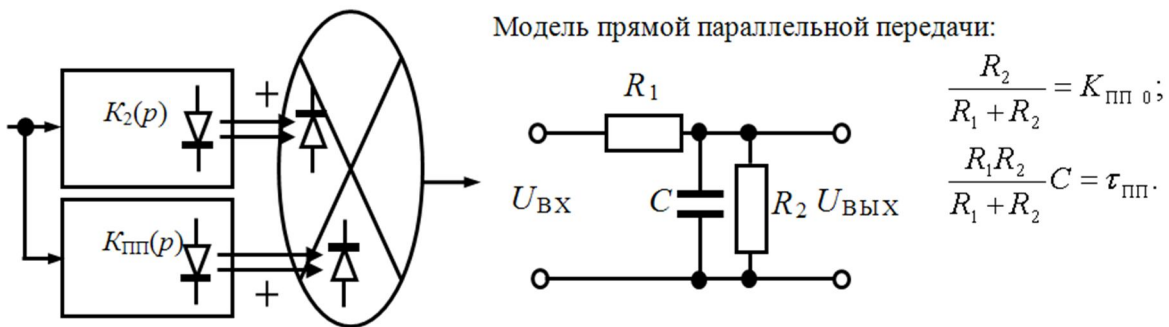 Модель прямой параллельной передачи:
K₂(p)
+
K_ПП(p)
+
R₁
U_ВХ
C
R₂
U_ВЫХ
R₂ / (R₁ + R₂) = K_ПП 0;
R₁R₂ / (R₁ + R₂) C = τ_ПП.